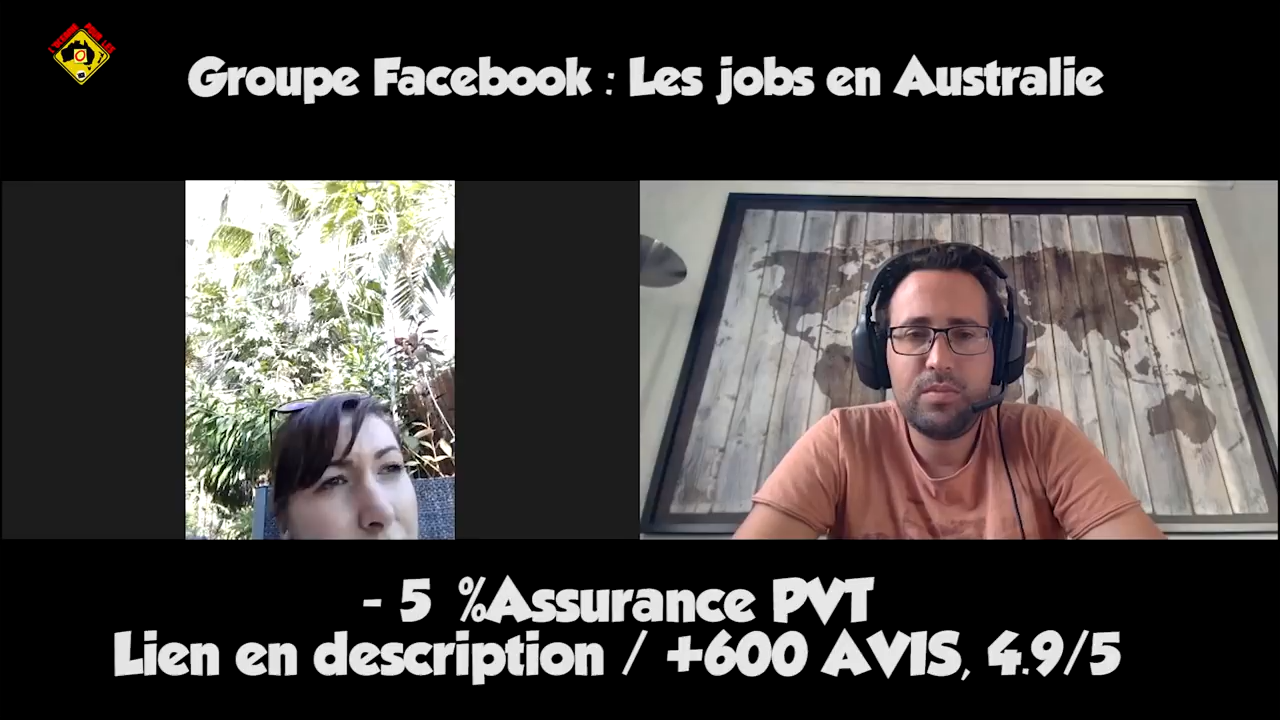 Groupe Facebook : Les jobs en Australie
- 5 %Assurance PVT
Lien en description / +600 AVIS, 4.9/5